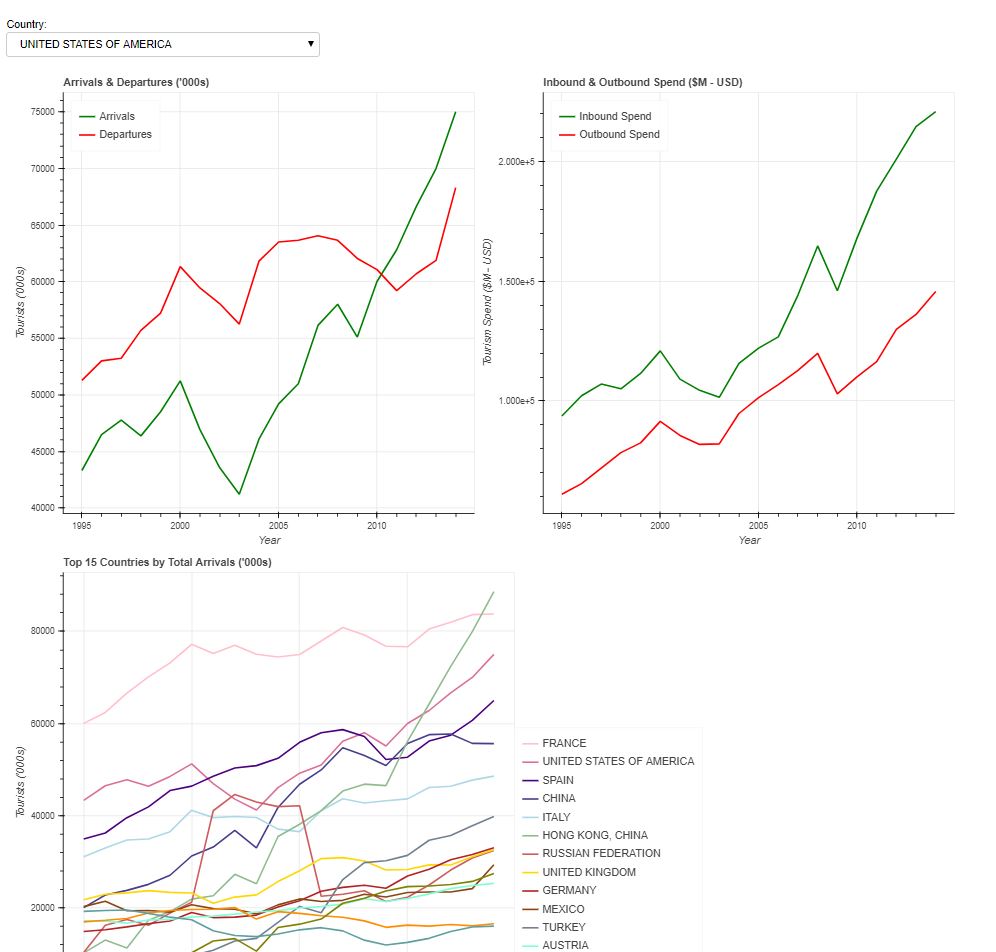 Country:
UNITED STATES OF AMERICA
Arrivals & Departures ('000s)
Arrivals
Departures
75000
70000
65000
60000
55000
50000
45000
40000
Tourists ('000s)
1995
2000
2005
2010
Year
Inbound & Outbound Spend ($M - USD)
Inbound Spend
Outbound Spend
2.000e+5
1.500e+5
1.000e+5
Tourism Spend ($M - USD)
1995
2000
2005
2010
Year
Top 15 Countries by Total Arrivals ('000s)
80000
60000
40000
20000
Tourists ('000s)
FRANCE
UNITED STATES OF AMERICA
SPAIN
CHINA
ITALY
HONG KONG, CHINA
RUSSIAN FEDERATION
UNITED KINGDOM
GERMANY
MEXICO
TURKEY
AUSTRIA